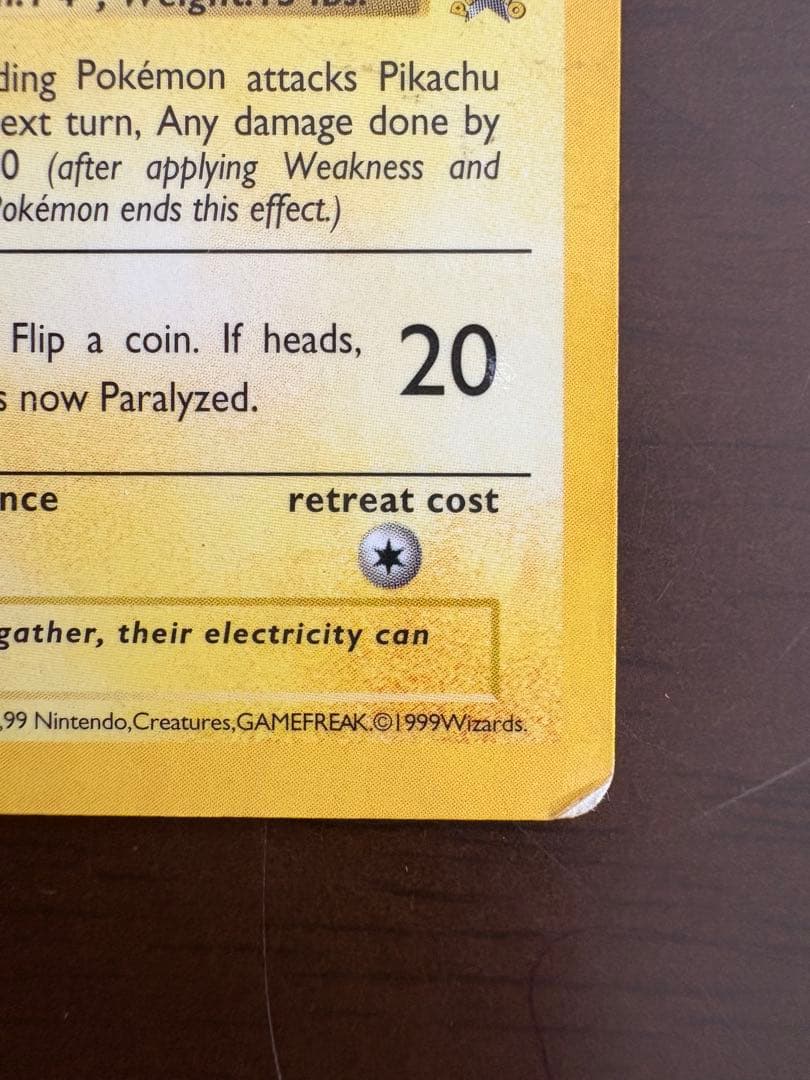 ding Pokémon attacks Pikachu
ext turn, Any damage done by
0 (after applying Weakness and
okémon ends this effect.)
Flip a coin. If heads,
20
s now Paralyzed.
nce
retreat cost
gather, their electricity can
,99 Nintendo,Creatures,GAMEFREAK.©1999Wizards.